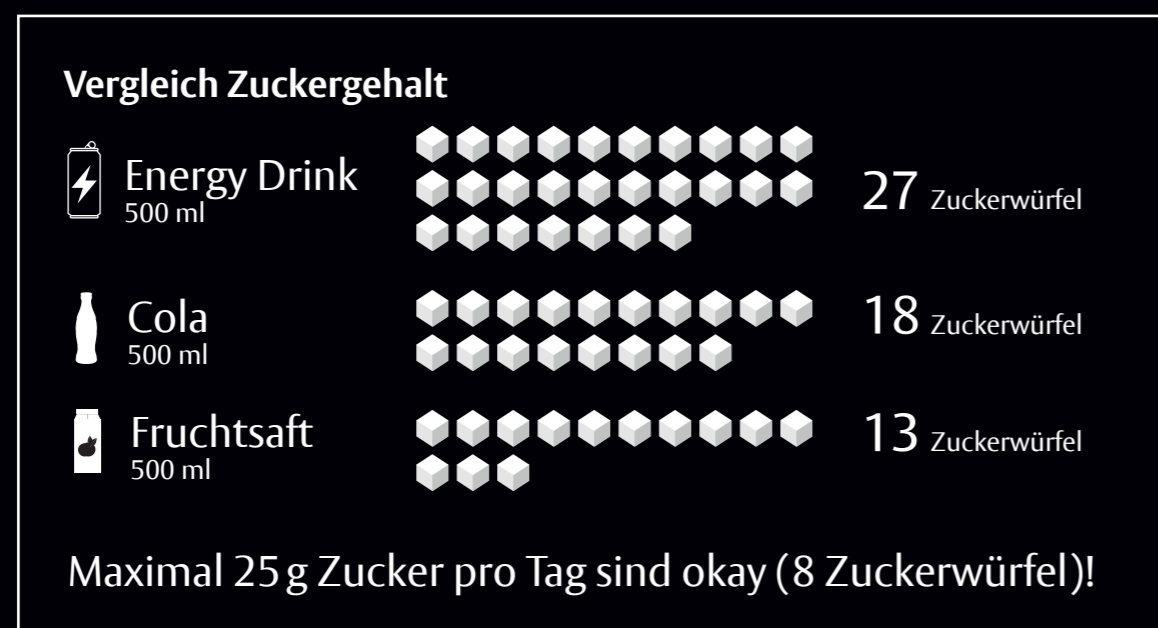 Vergleich Zuckergehalt
Energy Drink
500 ml
27 Zuckerwürfel
Cola
500 ml
18 Zuckerwürfel
Fruchtsaft
500 ml
13 Zuckerwürfel
Maximal 25 g Zucker pro Tag sind okay (8 Zuckerwürfel)!